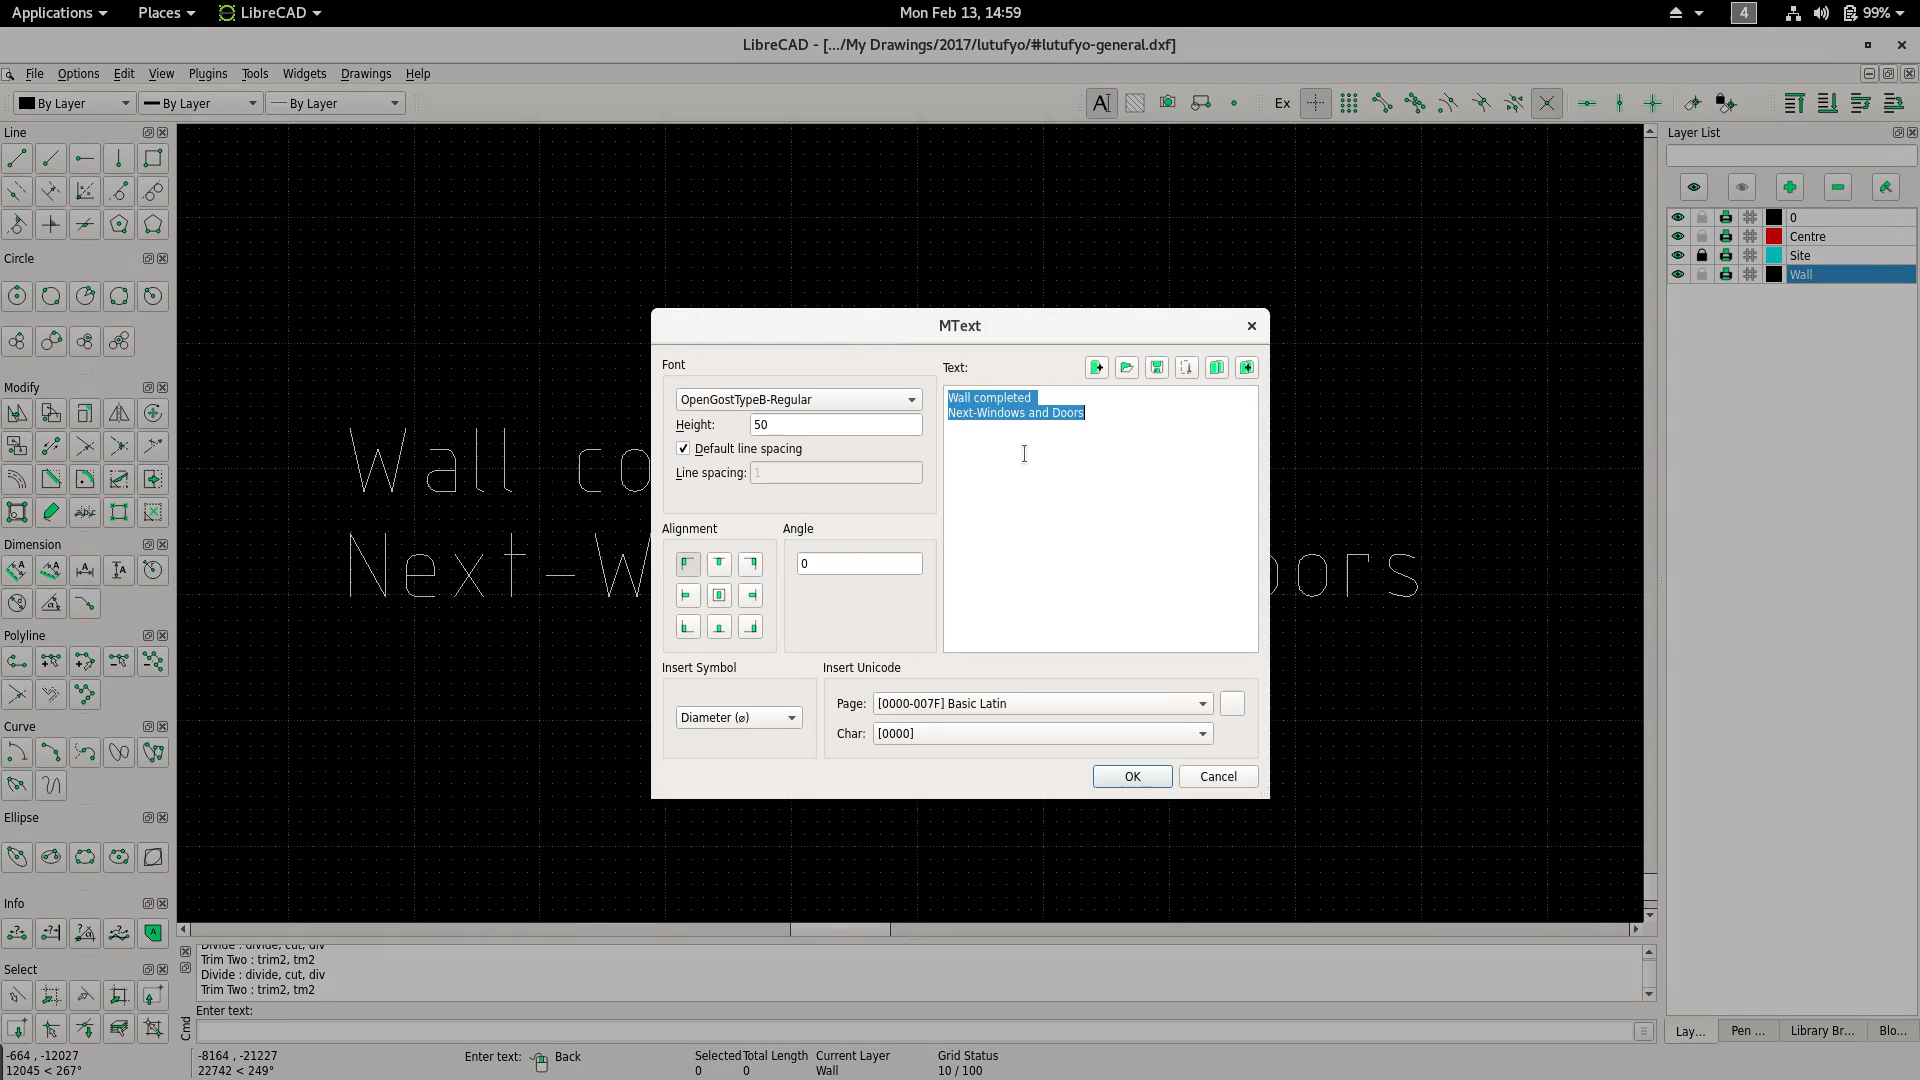 Applications Places LibreCAD Mon Feb 13, 14:59 4 99%
LibreCAD - [.../My Drawings/2017/lutufyo/#lutufyo-general.dxf]
File Options Edit View Plugins Tools Widgets Drawings Help
By Layer By Layer By Layer Ex
Line
Circle
Modify
Dimension
Polyline
Curve
Ellipse
Info
Select
Wall co
Next-W
oors
MText
Font
OpenGostTypeB-Regular
Height: 50
Default line spacing
Line spacing: 1
Alignment
Angle
0
Text:
Wall completed
Next-Windows and Doors
Insert Symbol
Diameter (⌀)
Insert Unicode
Page: [0000-007F] Basic Latin
Char: [0000]
OK Cancel
Layer List
0
Centre
Site
Wall
Lay... Pen ... Library Br... Blo...
Divide : divide, cut, div
Trim Two : trim2, tm2
Divide : divide, cut, div
Trim Two : trim2, tm2
Enter text:
Cmd
-664 , -12027
12045 < 267°
-8164 , -21227
22742 < 249°
Enter text: Back
Selected Total Length Current Layer Grid Status
0 0 Wall 10 / 100